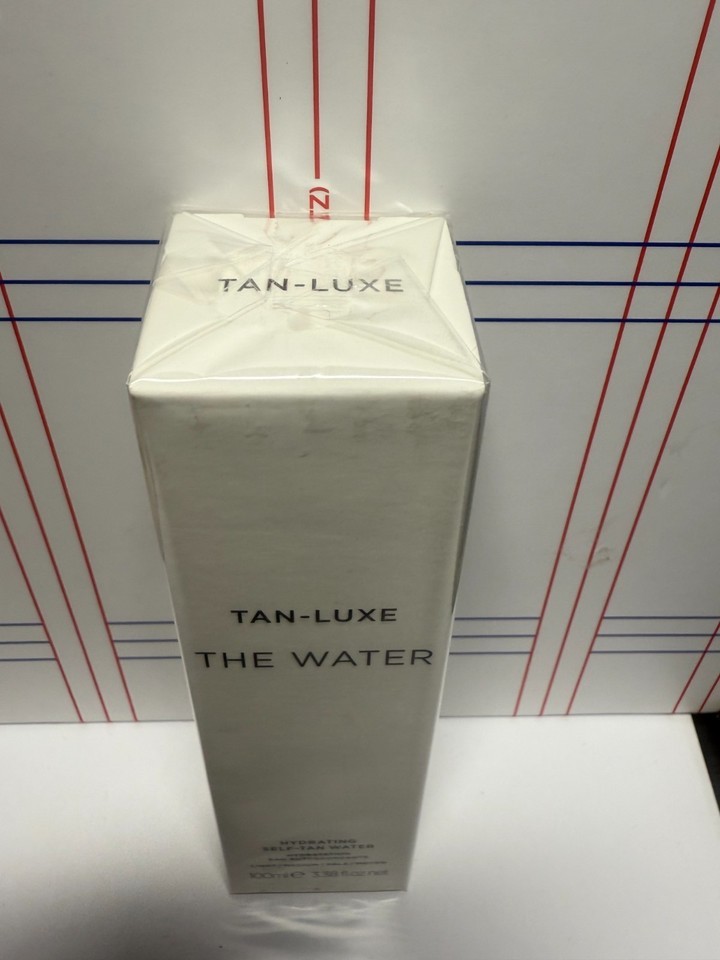 (Z
TAN-LUXE
TAN-LUXE
THE WATER
HYDRATING
SELF-TAN WATER
100ml e 3.38 fl.oz.net